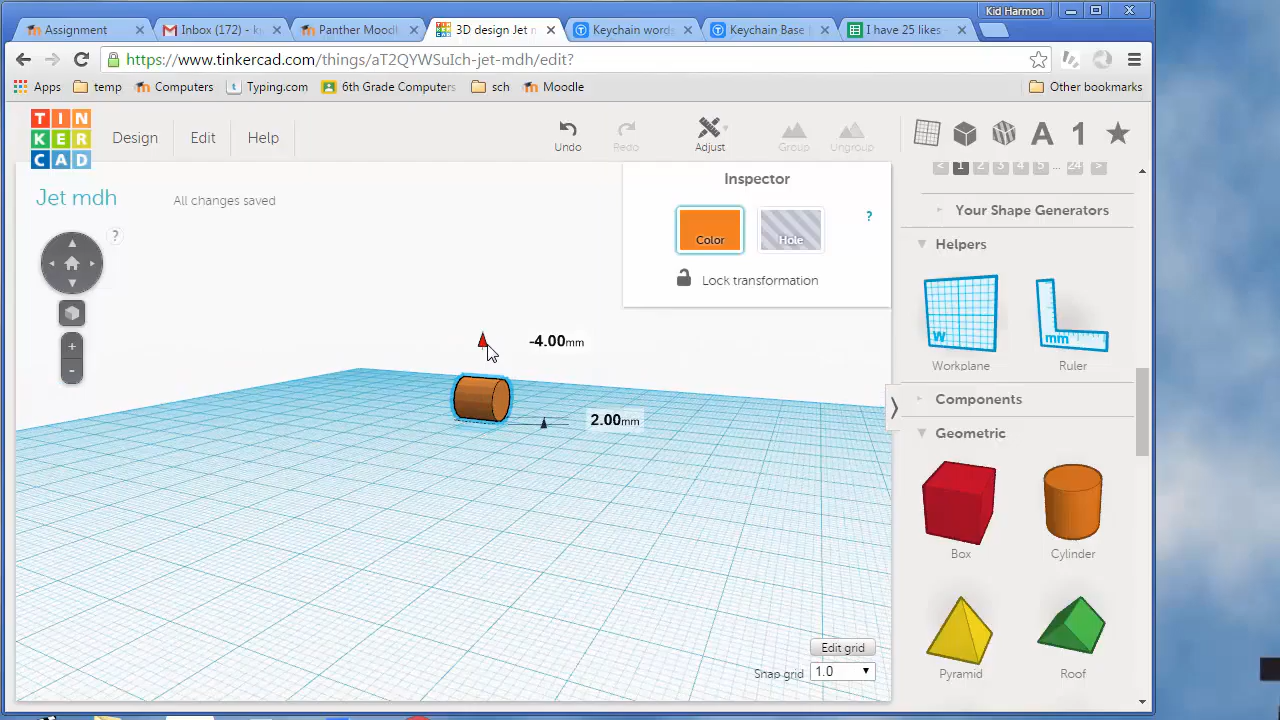 Kid Harmon
Assignment
Inbox (172) - k
Panther Mood
3D design Jet m
Keychain words
Keychain Base |
I have 25 likes -
https://www.tinkercad.com/things/aT2QYW3uIch-jet-mdh/edit?
Apps
temp
Computers
Typing.com
6th Grade Computers
sch
Moodle
Other bookmarks
TIN
KER
CAD
Design
Edit
Help
Undo
Redo
Adjust
Group
Ungroup
A
1
Jet mdh
All changes saved
?
Inspector
Color
Hole
?
Lock transformation
< 1 2 3 4 5 ... 24 >
Your Shape Generators
Helpers
W
mm
Workplane
Ruler
Components
Geometric
Box
Cylinder
Pyramid
Roof
-4.00mm
2.00mm
+
-
Edit grid
Snap grid
1.0